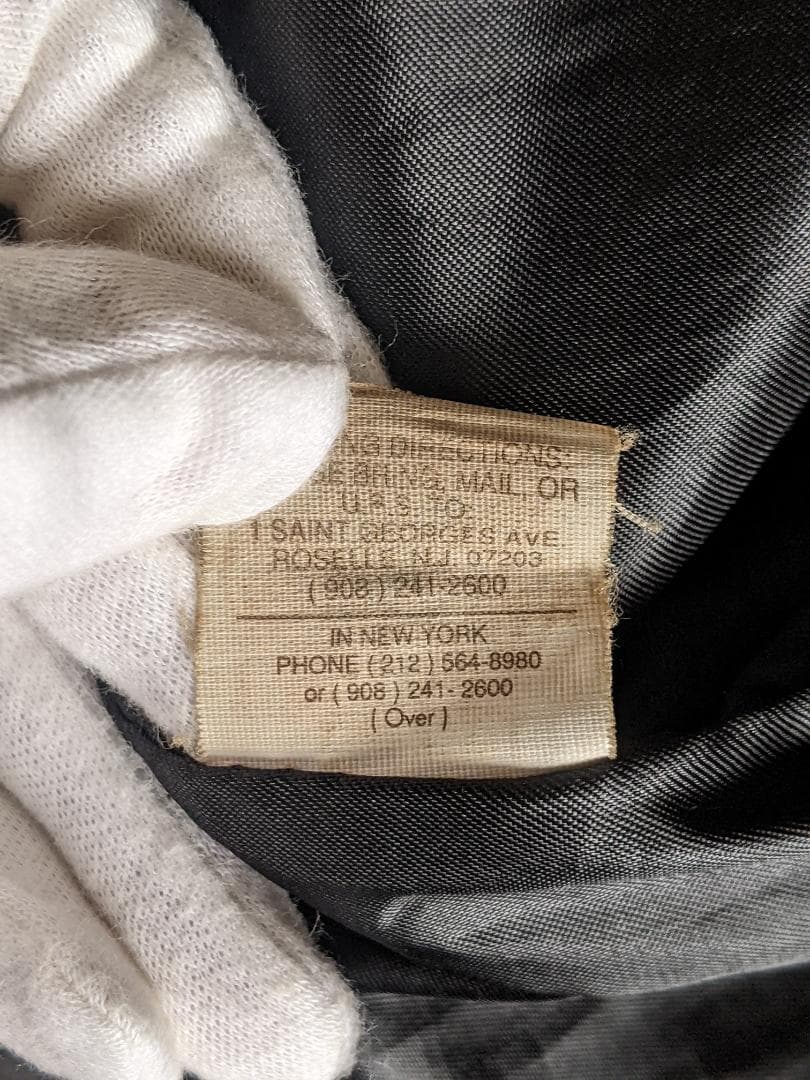 DIRECTIONS:
BRING, MAIL, OR
U.P.S. TO:
1 SAINT GEORGES AVE.
ROSELLE, N.J. 07203
( 908 ) 241-2600
IN NEW YORK
PHONE ( 212 ) 564-8980
or ( 908 ) 241- 2600
( Over )